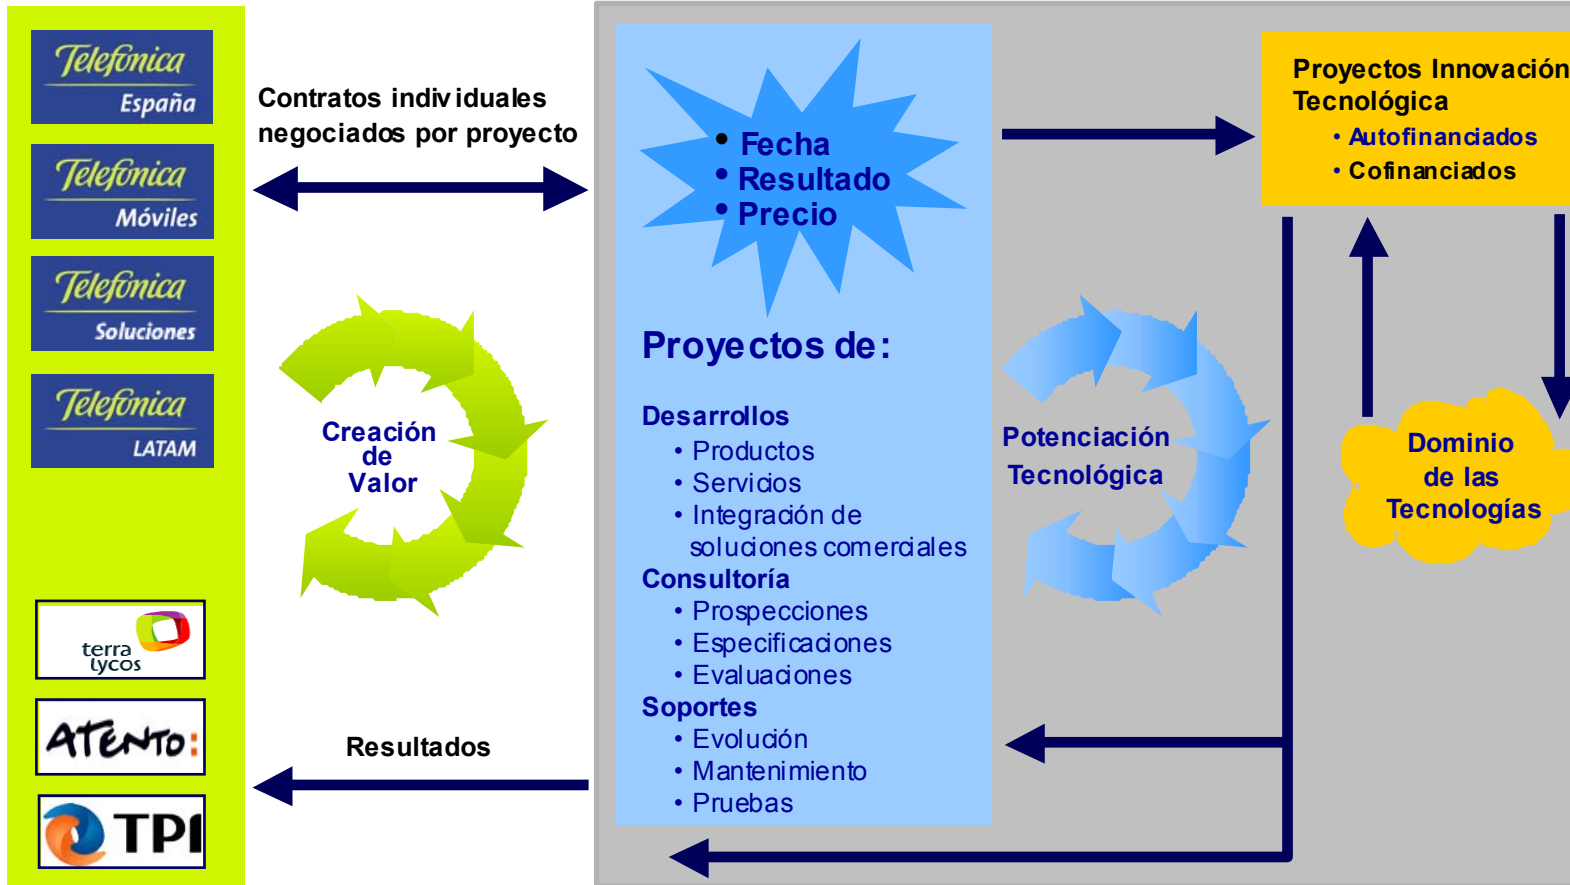 Telefónica
España
Telefónica
Móviles
Telefónica
Soluciones
Telefónica
LATAM
terra
lycos
ATENTO:
TPI
Contratos individuales
negociados por proyecto
Creación
de
Valor
Resultados
• Fecha
• Resultado
• Precio
Proyectos de:
Desarrollos
• Productos
• Servicios
• Integración de
soluciones comerciales
Consultoría
• Prospecciones
• Especificaciones
• Evaluaciones
Soportes
• Evolución
• Mantenimiento
• Pruebas
Potenciación
Tecnológica
Proyectos Innovación
Tecnológica
• Autofinanciados
• Cofinanciados
Dominio
de las
Tecnologías